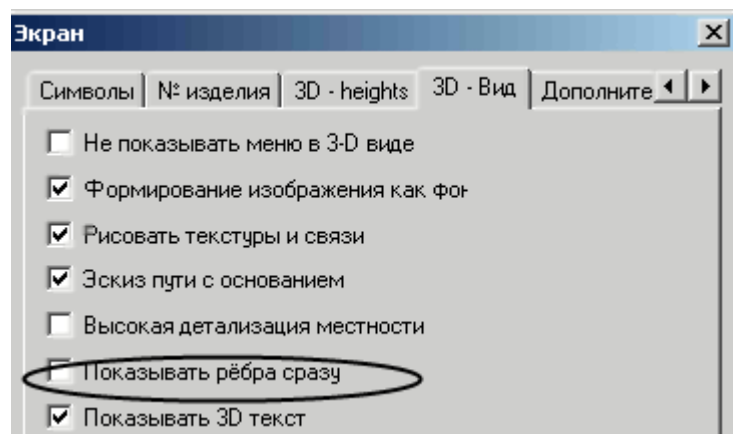 Экран
Символы № изделия 3D - heights 3D - Вид Дополните
Не показывать меню в 3-D виде
Формирование изображения как фон
Рисовать текстуры и связи
Эскиз пути с основанием
Высокая детализация местности
Показывать рёбра сразу
Показывать 3D текст